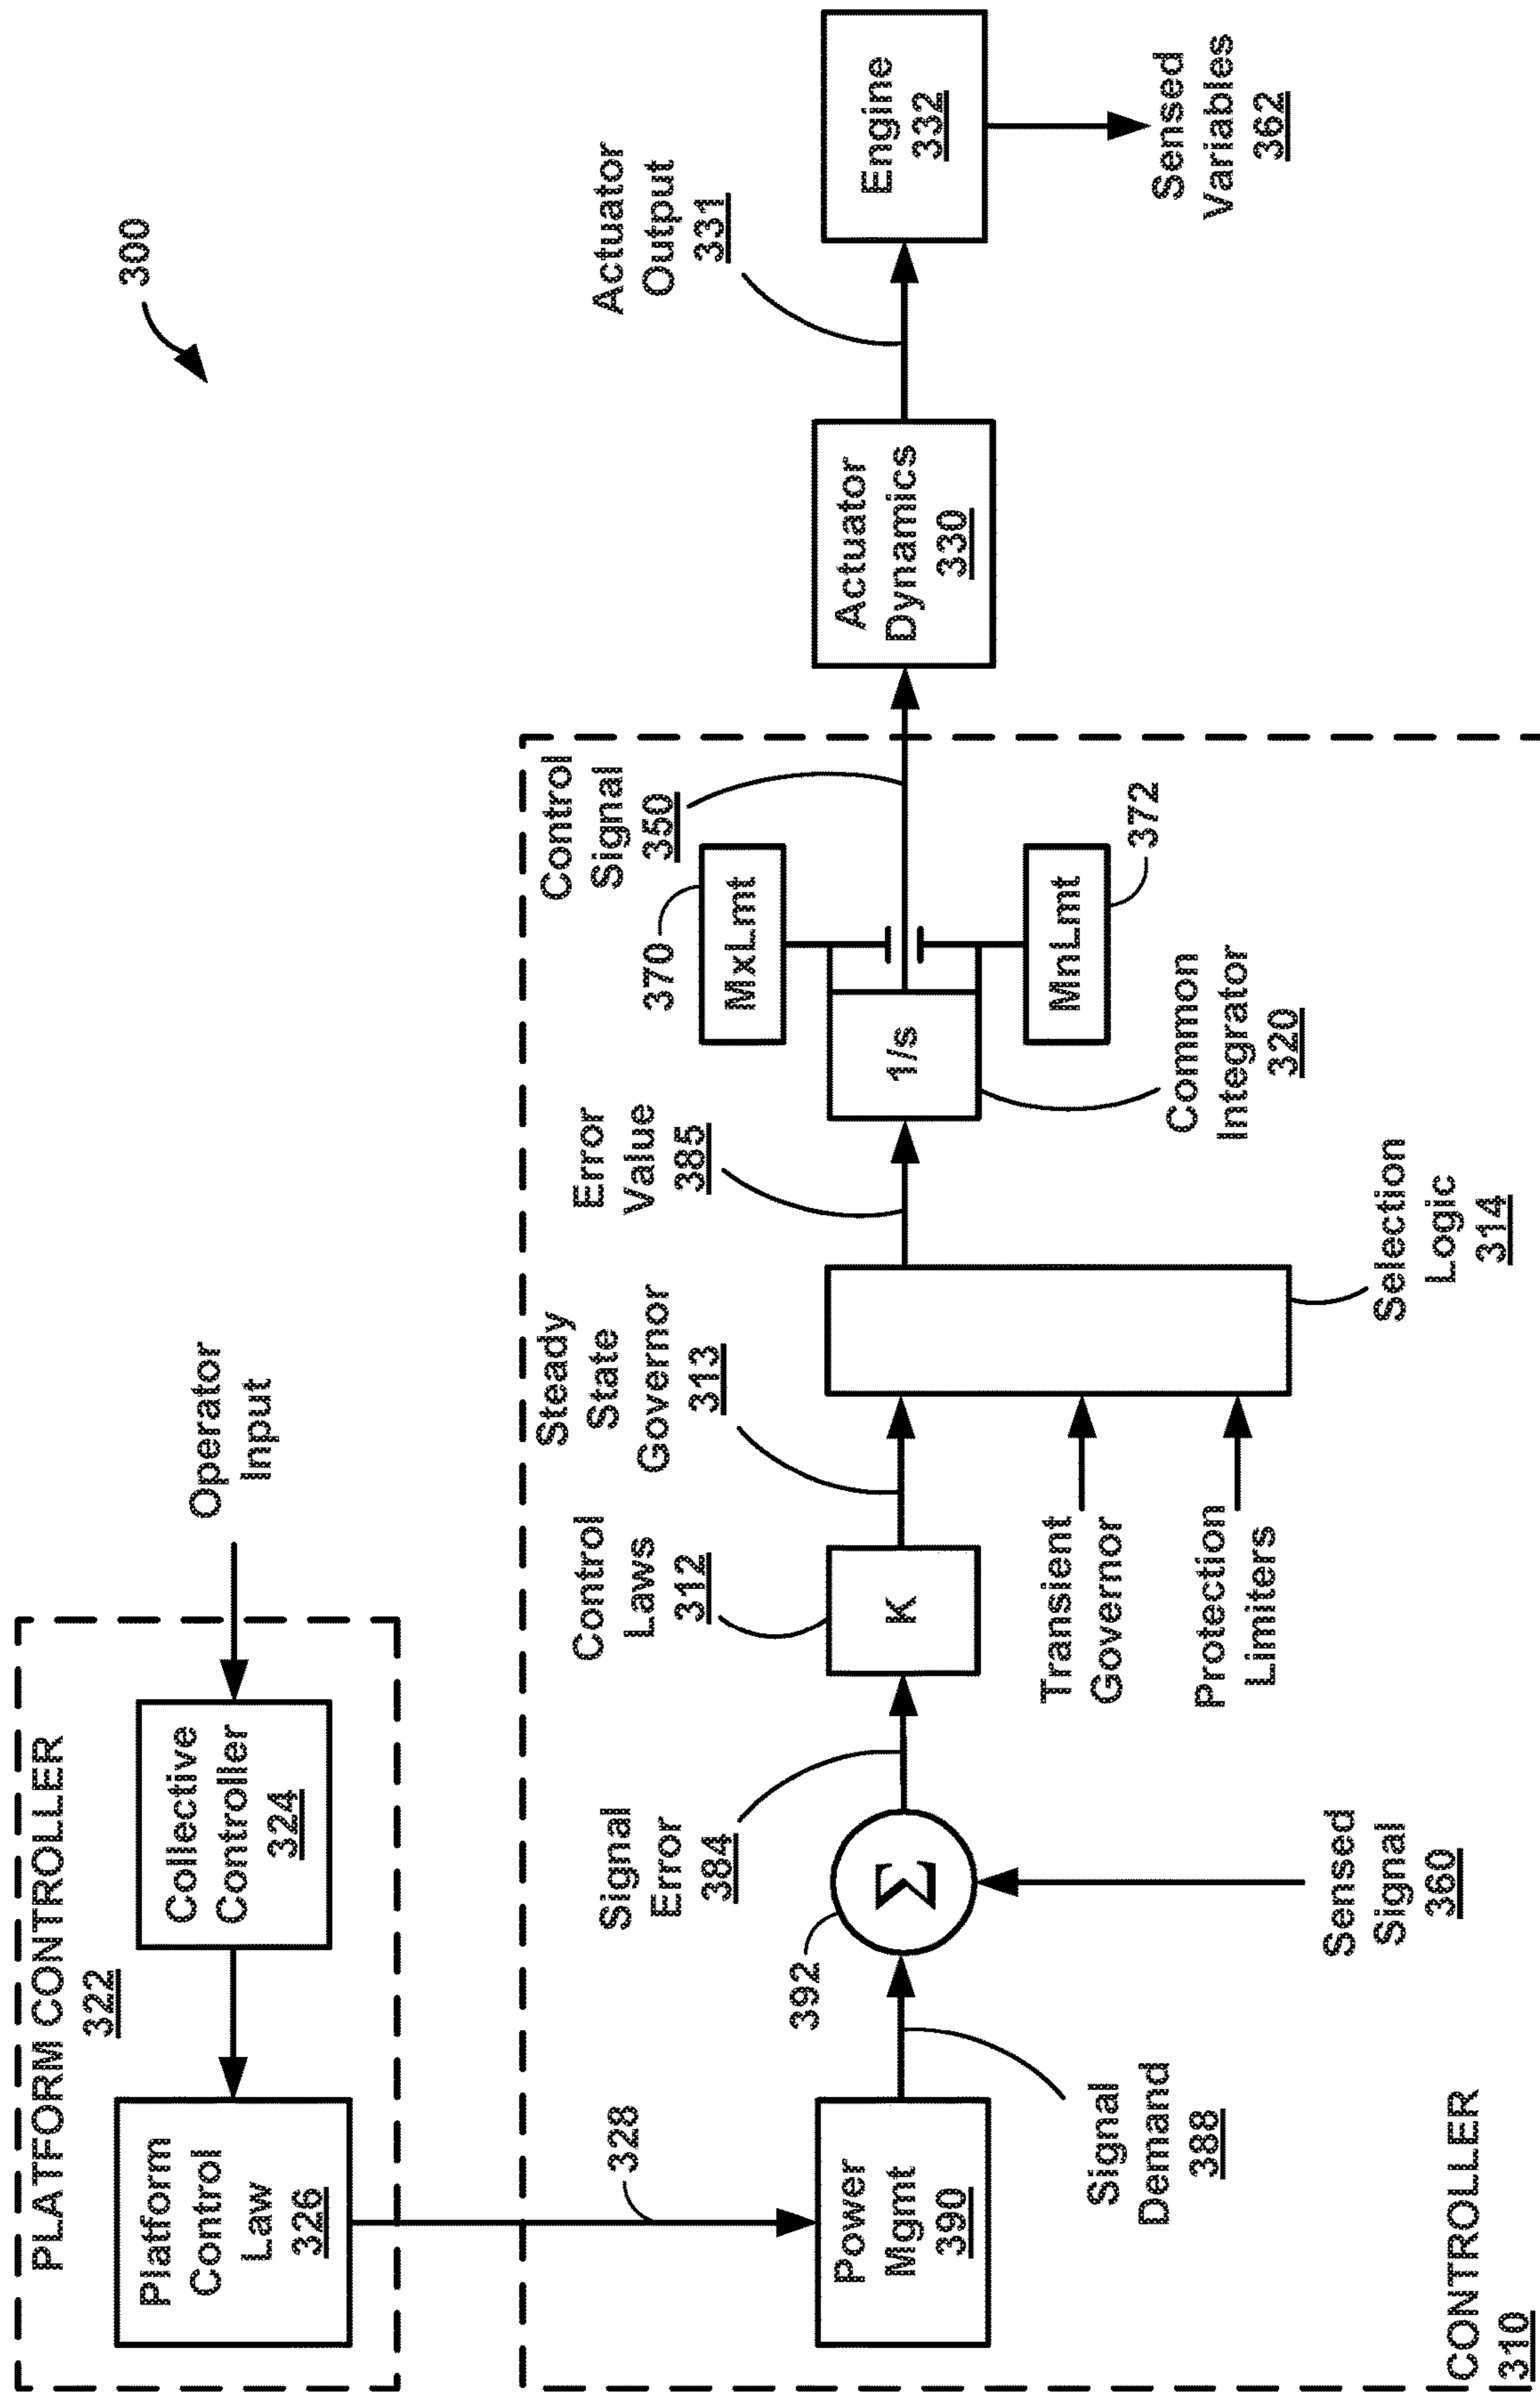 300
PLATFORM CONTROLLER
322
Platform
Control
Law
326
Collective
Controller
324
Operator
Input
328
Power
Mgmt
390
Signal
Demand
388
392
Σ
Sensed
Signal
360
Signal
Error
384
Control
Laws
312
K
Steady
State
Governor
313
Transient
Governor
Protection
Limiters
Selection
Logic
314
Error
Value
385
1/s
Common
Integrator
320
370
MxLmt
MnLmt
372
Control
Signal
350
Actuator
Dynamics
330
Actuator
Output
331
Engine
332
Sensed
Variables
362
CONTROLLER
310